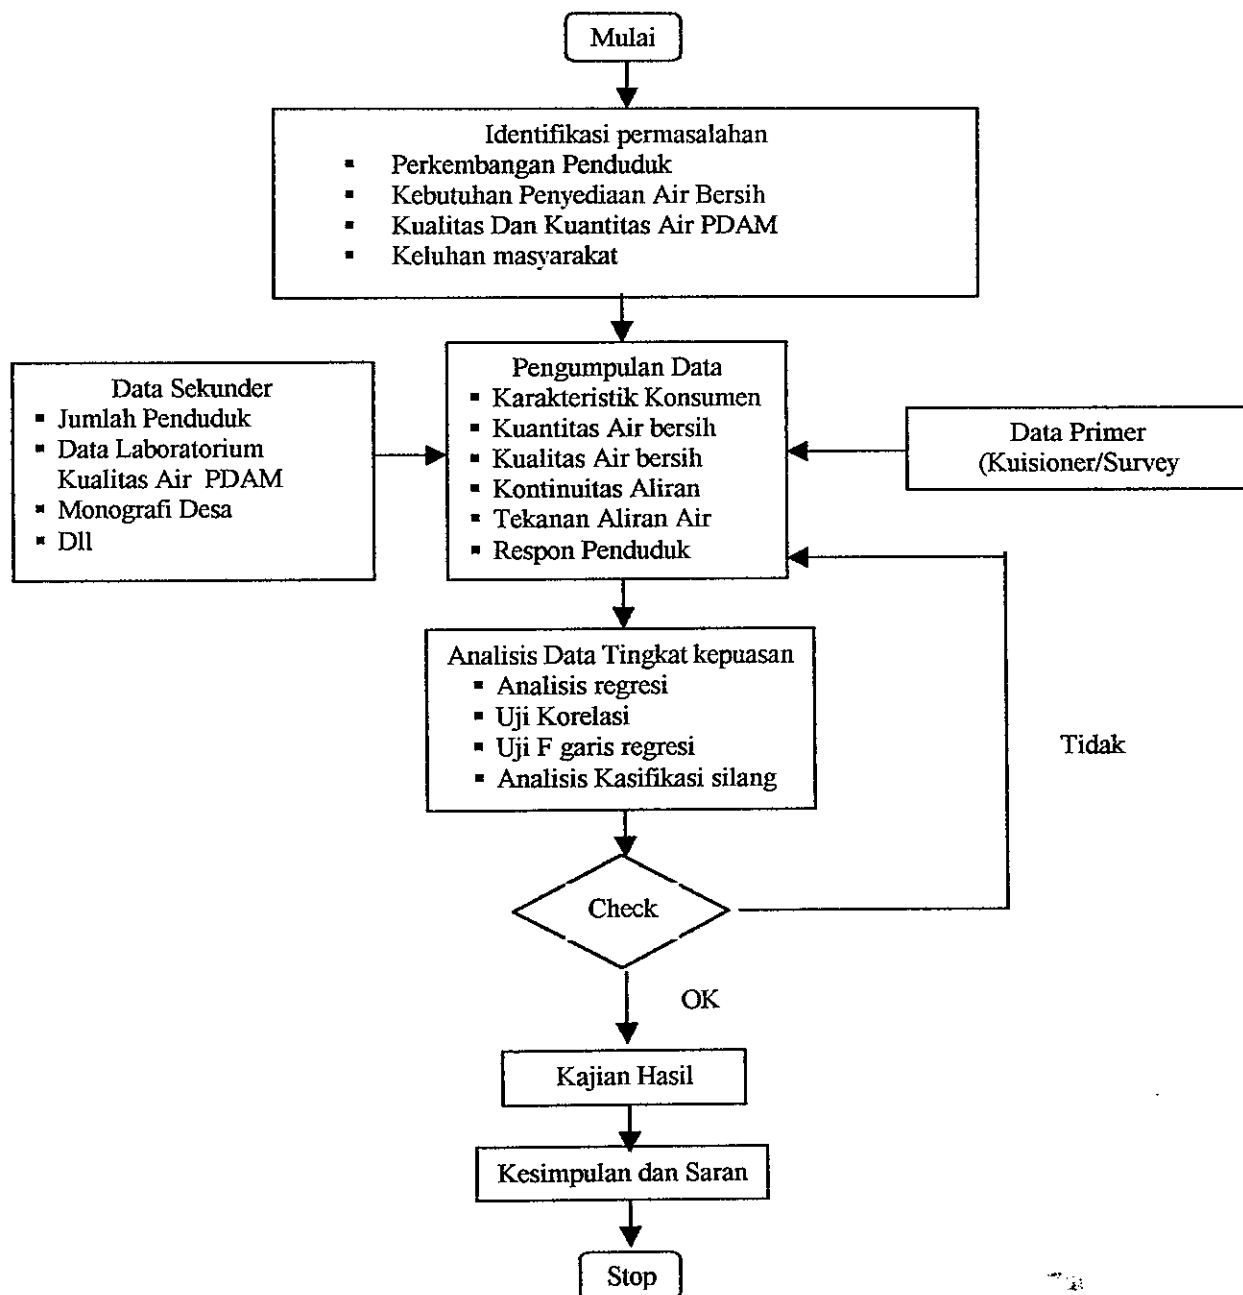 Mulai
Identifikasi permasalahan
▪ Perkembangan Penduduk
▪ Kebutuhan Penyediaan Air Bersih
▪ Kualitas Dan Kuantitas Air PDAM
▪ Keluhan masyarakat
Data Sekunder
▪ Jumlah Penduduk
▪ Data Laboratorium
Kualitas Air PDAM
▪ Monografi Desa
▪ Dll
Pengumpulan Data
▪ Karakteristik Konsumen
▪ Kuantitas Air bersih
▪ Kualitas Air bersih
▪ Kontinuitas Aliran
▪ Tekanan Aliran Air
▪ Respon Penduduk
Data Primer
(Kuisioner/Survey
Analisis Data Tingkat kepuasan
▪ Analisis regresi
▪ Uji Korelasi
▪ Uji F garis regresi
▪ Analisis Kasifikasi silang
Tidak
Check
OK
Kajian Hasil
Kesimpulan dan Saran
Stop